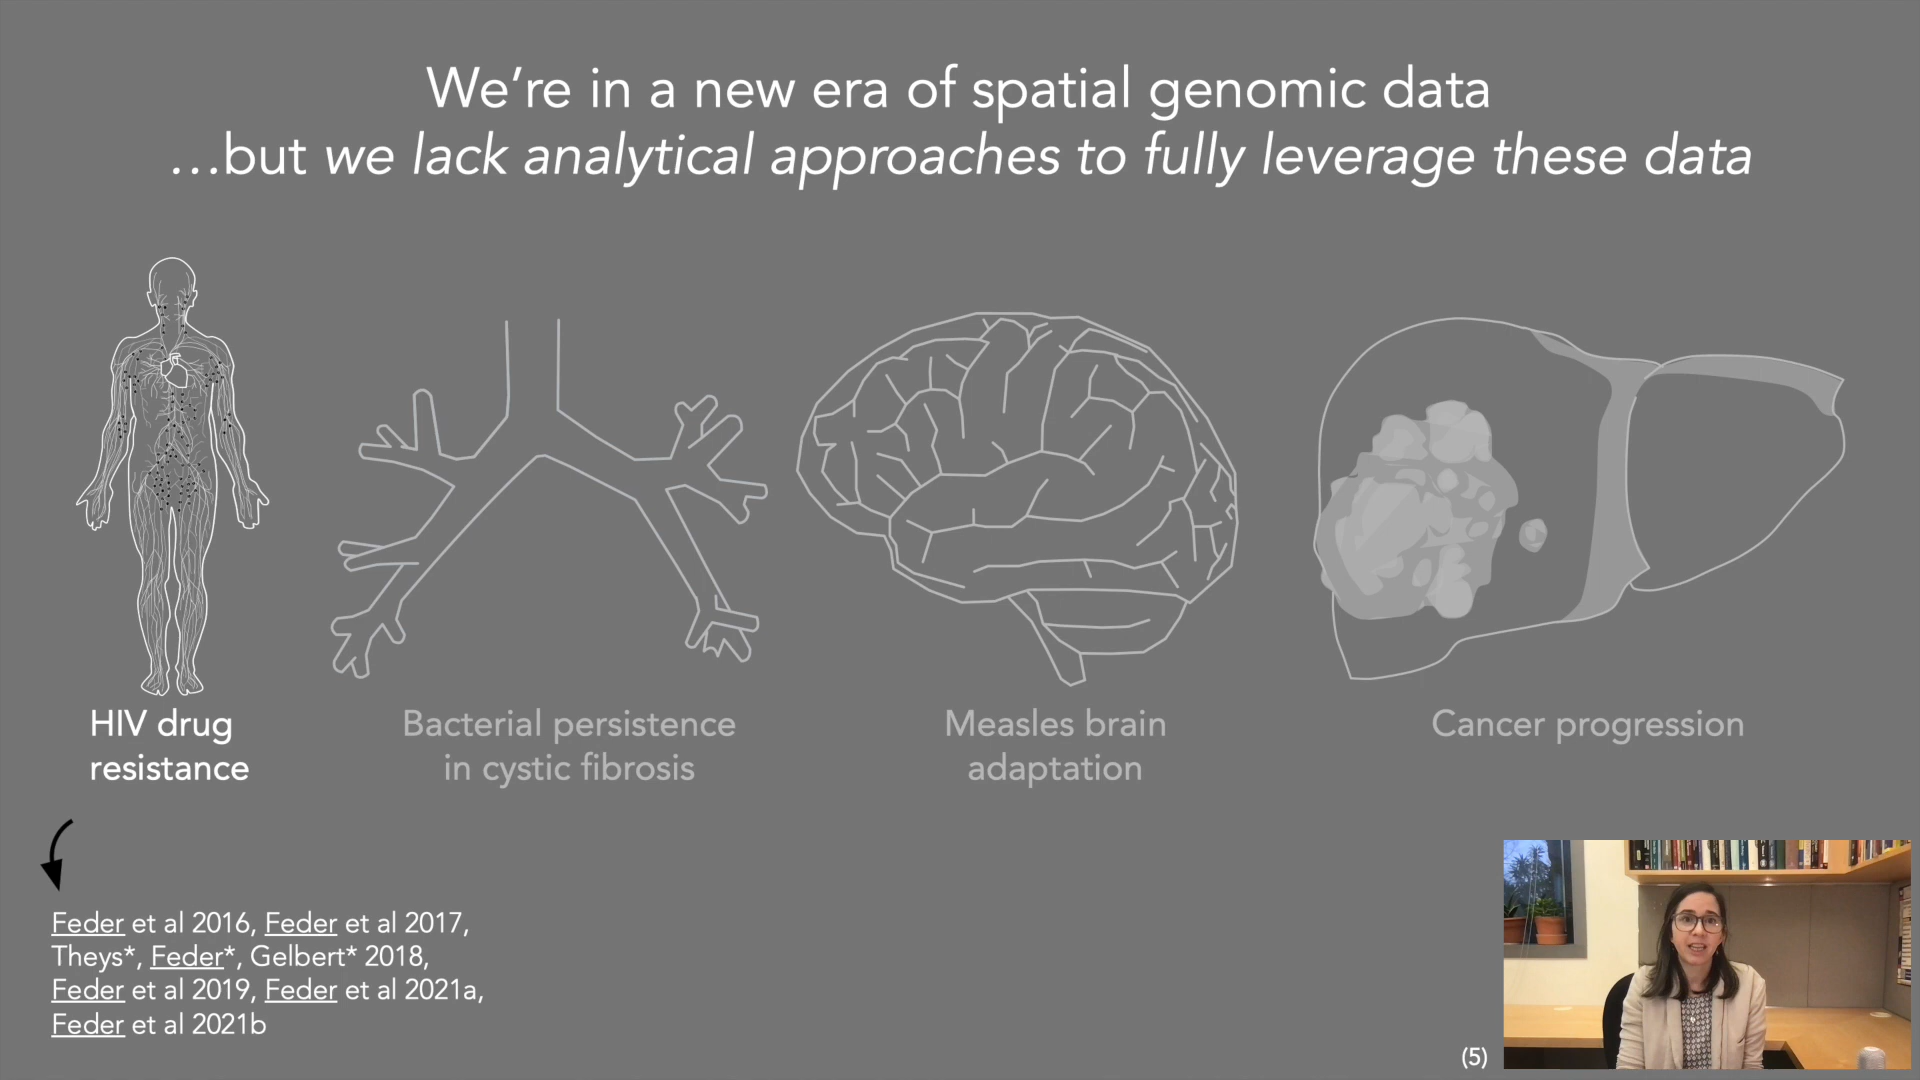 We're in a new era of spatial genomic data
...but we lack analytical approaches to fully leverage these data
HIV drug
resistance
Bacterial persistence
in cystic fibrosis
Measles brain
adaptation
Cancer progression
Feder et al 2016, Feder et al 2017,
Theys*, Feder*, Gelbert* 2018,
Feder et al 2019, Feder et al 2021a,
Feder et al 2021b
(5)